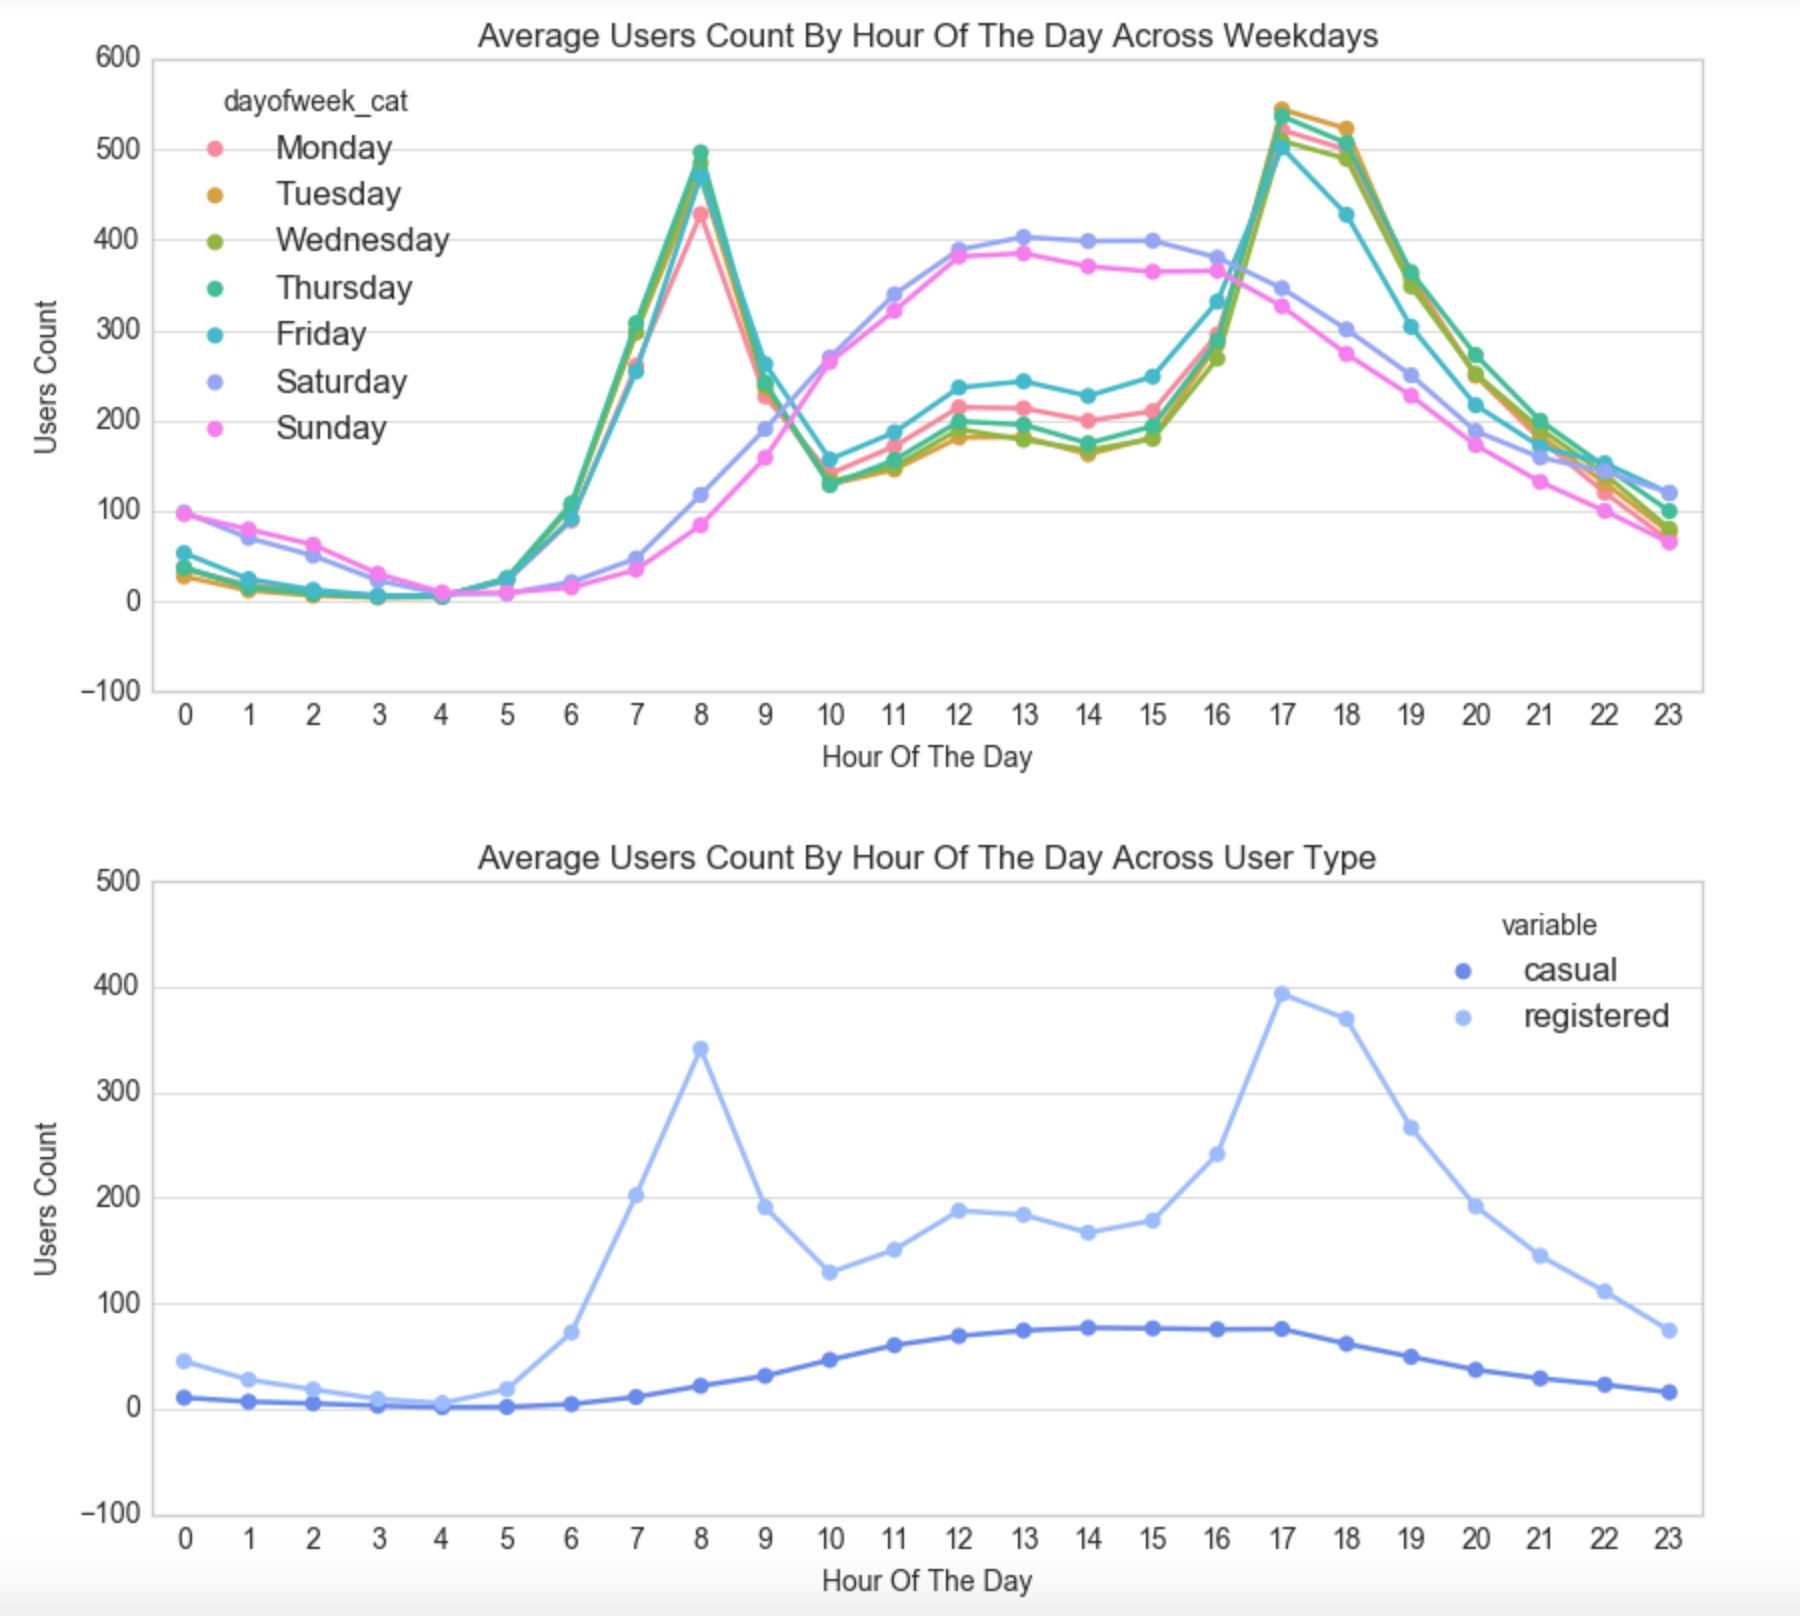 Average Users Count By Hour Of The Day Across Weekdays
600
500
400
300
200
100
0
−100
Users Count
dayofweek_cat
Monday
Tuesday
Wednesday
Thursday
Friday
Saturday
Sunday
0 1 2 3 4 5 6 7 8 9 10 11 12 13 14 15 16 17 18 19 20 21 22 23
Hour Of The Day
Average Users Count By Hour Of The Day Across User Type
500
400
300
200
100
0
−100
Users Count
variable
casual
registered
0 1 2 3 4 5 6 7 8 9 10 11 12 13 14 15 16 17 18 19 20 21 22 23
Hour Of The Day